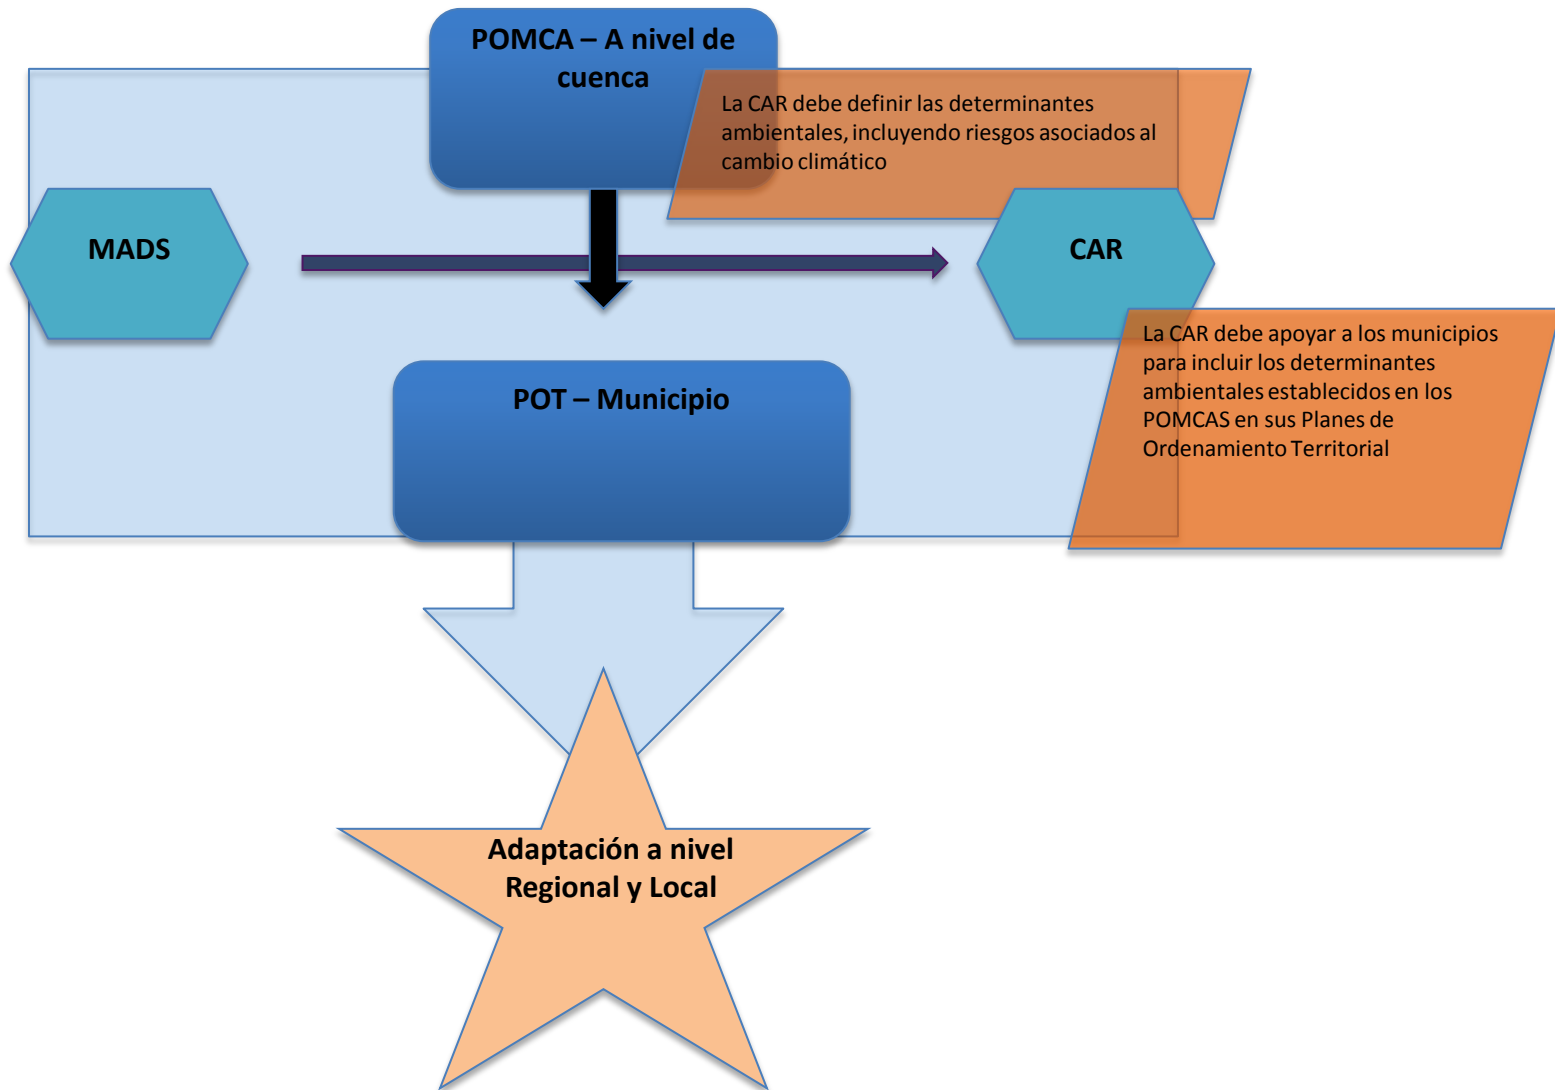 POMCA – A nivel de
cuenca
La CAR debe definir las determinantes
ambientales, incluyendo riesgos asociados al
cambio climático
MADS
CAR
La CAR debe apoyar a los municipios
para incluir los determinantes
ambientales establecidos en los
POMCAS en sus Planes de
Ordenamiento Territorial
POT – Municipio
Adaptación a nivel
Regional y Local